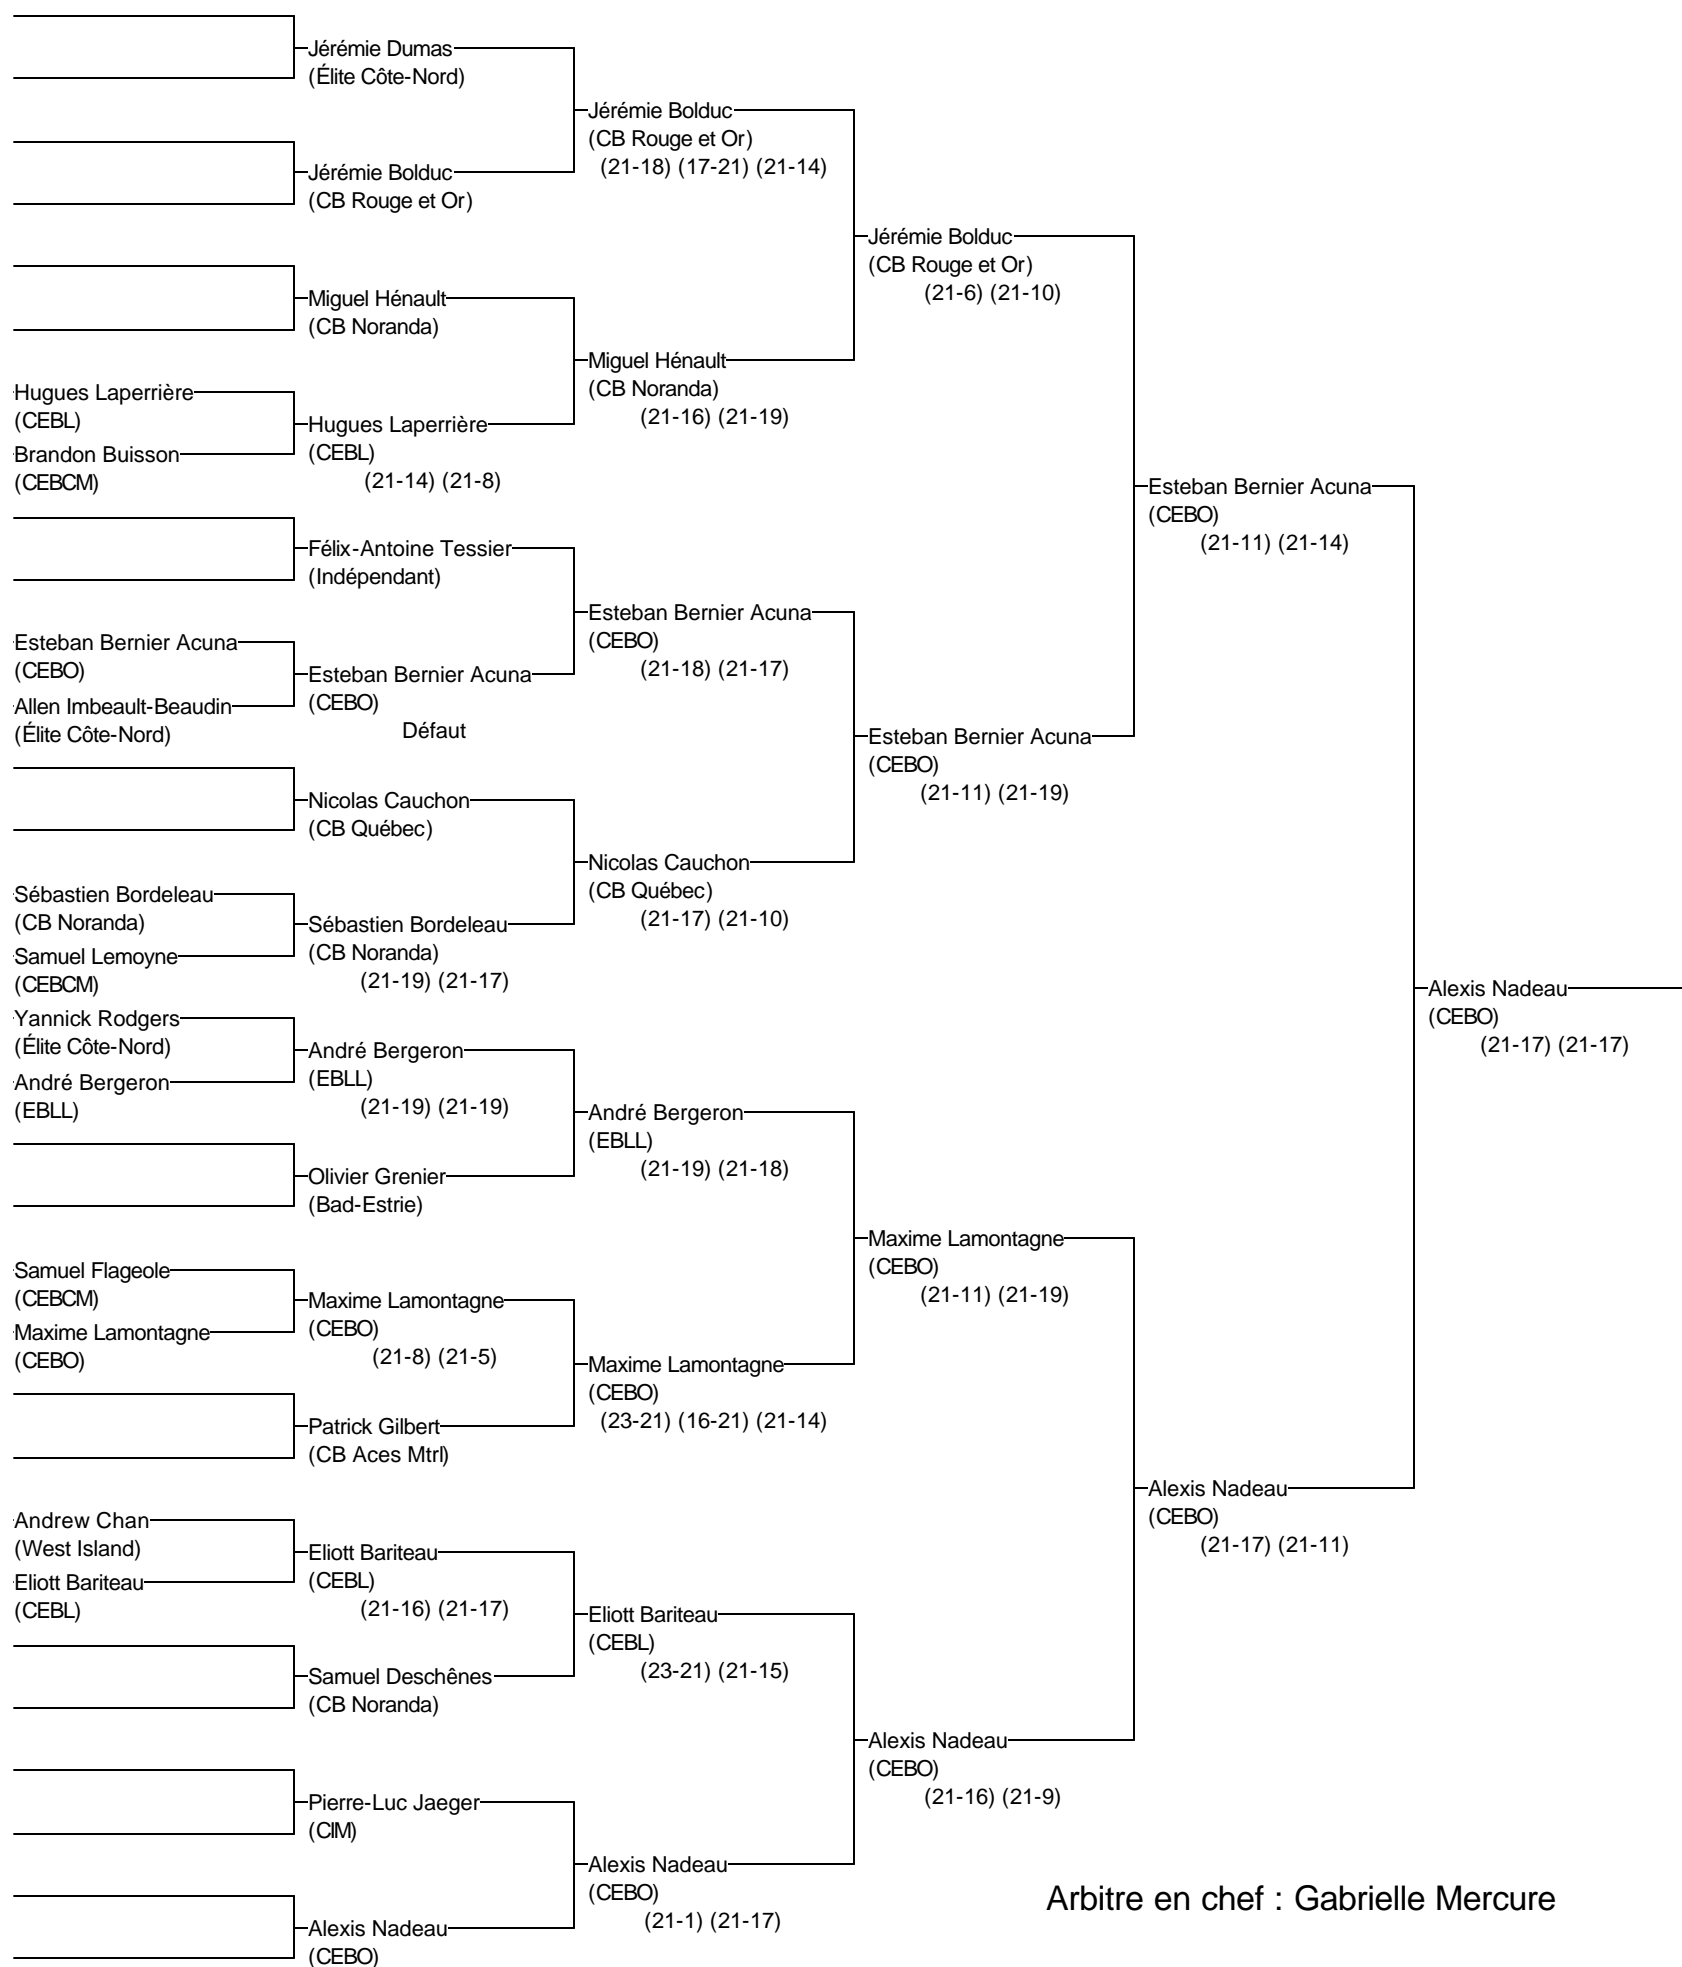 Jérémie Dumas
(Élite Côte-Nord)
Jérémie Bolduc
(CB Rouge et Or)
(21-18) (17-21) (21-14)
Jérémie Bolduc
(CB Rouge et Or)
Jérémie Bolduc
(CB Rouge et Or)
(21-6) (21-10)
Miguel Hénault
(CB Noranda)
Miguel Hénault
(CB Noranda)
(21-16) (21-19)
Hugues Laperrière
(CEBL)
Brandon Buisson
(CEBCM)
Hugues Laperrière
(CEBL)
(21-14) (21-8)
Esteban Bernier Acuna
(CEBO)
(21-11) (21-14)
Félix-Antoine Tessier
(Indépendant)
Esteban Bernier Acuna
(CEBO)
(21-18) (21-17)
Esteban Bernier Acuna
(CEBO)
Allen Imbeault-Beaudin
(Élite Côte-Nord)
Esteban Bernier Acuna
(CEBO)
Défaut
Esteban Bernier Acuna
(CEBO)
(21-11) (21-19)
Nicolas Cauchon
(CB Québec)
Nicolas Cauchon
(CB Québec)
(21-17) (21-10)
Sébastien Bordeleau
(CB Noranda)
Samuel Lemoyne
(CEBCM)
Sébastien Bordeleau
(CB Noranda)
(21-19) (21-17)
Alexis Nadeau
(CEBO)
(21-17) (21-17)
Yannick Rodgers
(Élite Côte-Nord)
André Bergeron
(EBLL)
André Bergeron
(EBLL)
(21-19) (21-19)
André Bergeron
(EBLL)
(21-19) (21-18)
Olivier Grenier
(Bad-Estrie)
Maxime Lamontagne
(CEBO)
(21-11) (21-19)
Samuel Flageole
(CEBCM)
Maxime Lamontagne
(CEBO)
Maxime Lamontagne
(CEBO)
(21-8) (21-5)
Maxime Lamontagne
(CEBO)
(23-21) (16-21) (21-14)
Patrick Gilbert
(CB Aces Mtrl)
Alexis Nadeau
(CEBO)
(21-17) (21-11)
Andrew Chan
(West Island)
Eliott Bariteau
(CEBL)
Eliott Bariteau
(CEBL)
(21-16) (21-17)
Eliott Bariteau
(CEBL)
(23-21) (21-15)
Samuel Deschênes
(CB Noranda)
Alexis Nadeau
(CEBO)
(21-16) (21-9)
Pierre-Luc Jaeger
(CIM)
Alexis Nadeau
(CEBO)
(21-1) (21-17)
Alexis Nadeau
(CEBO)
Arbitre en chef : Gabrielle Mercure